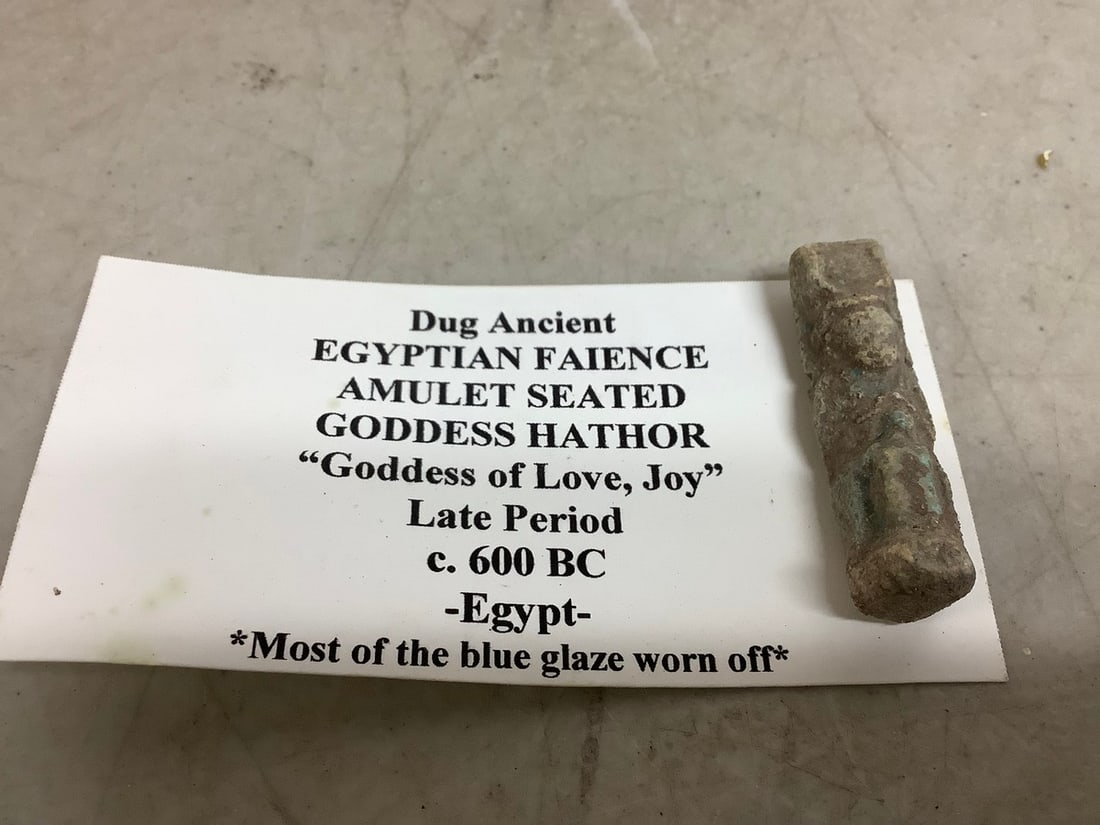 Dug Ancient
EGYPTIAN FAIENCE
AMULET SEATED
GODDESS HATHOR
“Goddess of Love, Joy”
Late Period
c. 600 BC
-Egypt-
*Most of the blue glaze worn off*